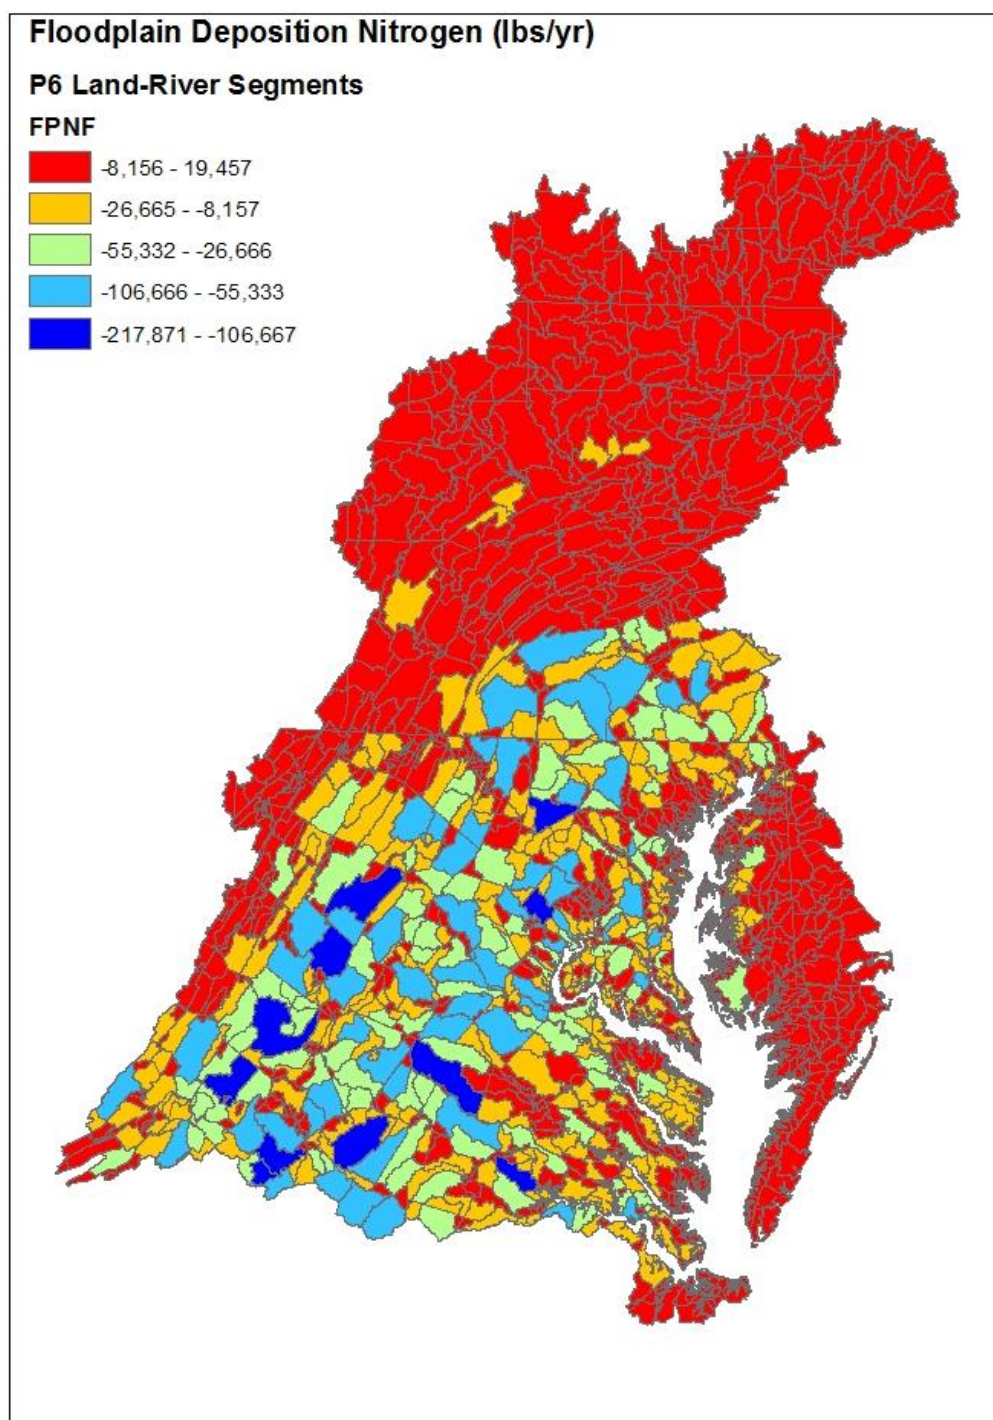 Floodplain Deposition Nitrogen (lbs/yr)
P6 Land-River Segments
FPNF
-8,156 - 19,457
-26,665 - -8,157
-55,332 - -26,666
-106,666 - -55,333
-217,871 - -106,667